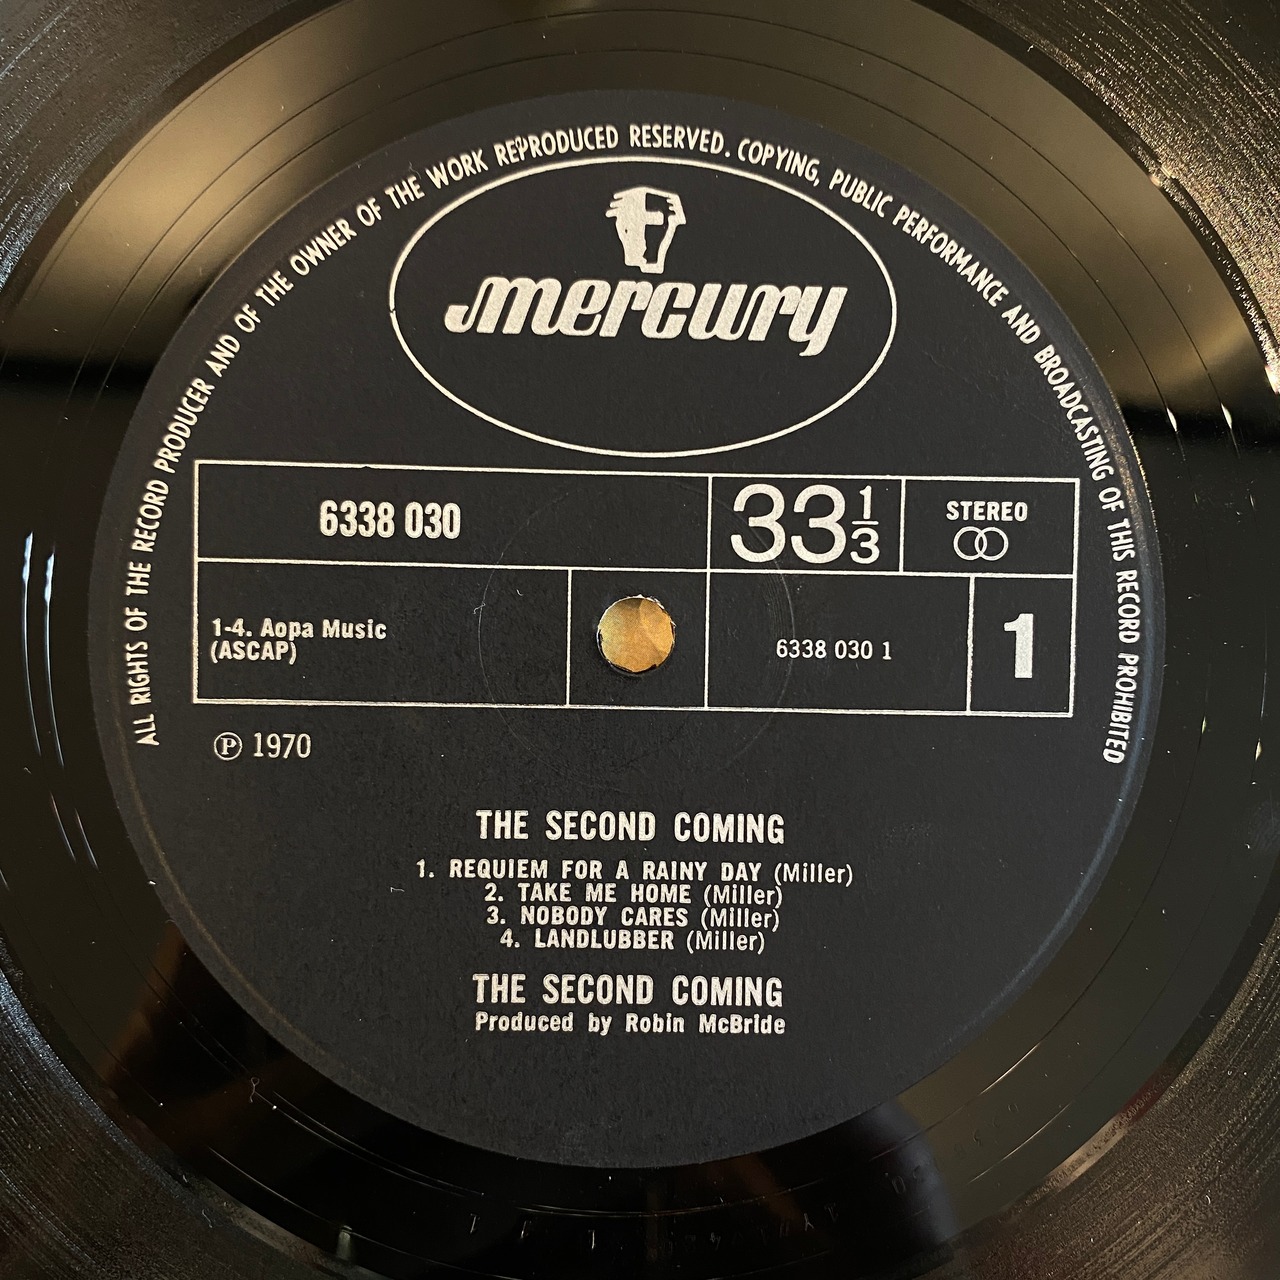 ALL RIGHTS OF THE RECORD PRODUCER AND OF THE OWNER OF THE WORK REPRODUCED RESERVED. COPYING, PUBLIC PERFORMANCE AND BROADCASTING OF THIS RECORD PROHIBITED
mercury
6338 030
33 1/3
STEREO
1-4. Aopa Music
(ASCAP)
6338 030 1
1
Ⓟ 1970
THE SECOND COMING
1. REQUIEM FOR A RAINY DAY (Miller)
2. TAKE ME HOME (Miller)
3. NOBODY CARES (Miller)
4. LANDLUBBER (Miller)
THE SECOND COMING
Produced by Robin McBride